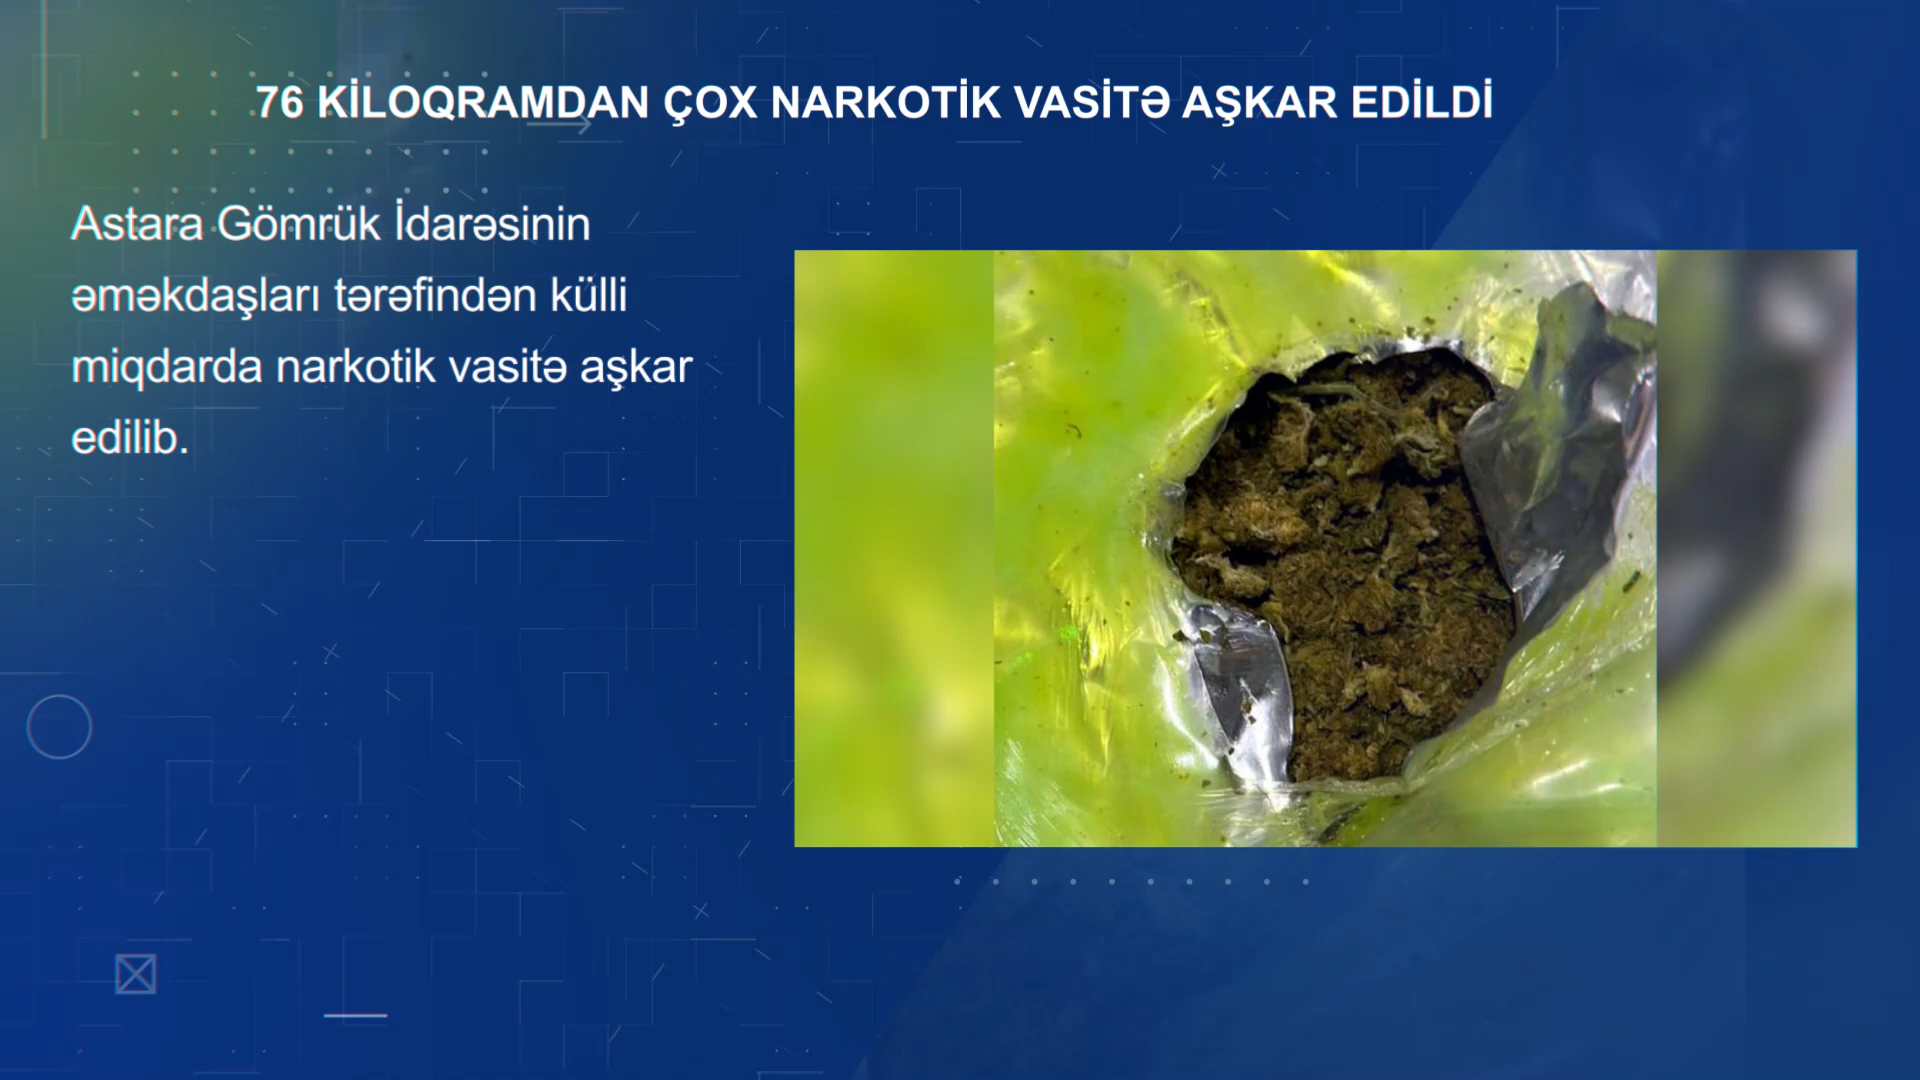 76 KİLOQRAMDAN ÇOX NARKOTİK VASİTƏ AŞKAR EDİLDİ
Astara Gömrük İdarəsinin
əməkdaşları tərəfindən külli
miqdarda narkotik vasitə aşkar
edilib.